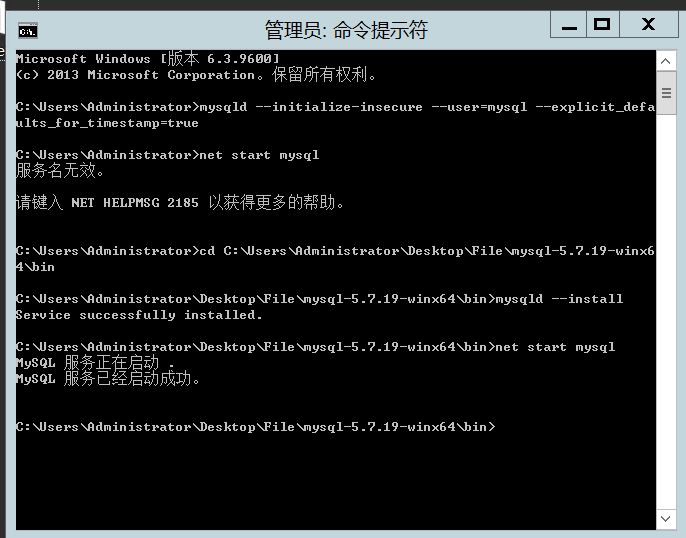 管理员: 命令提示符
Microsoft Windows [版本 6.3.9600]
(c) 2013 Microsoft Corporation。保留所有权利。
C:\Users\Administrator>mysqld --initialize-insecure --user=mysql --explicit_defa
ults_for_timestamp=true
C:\Users\Administrator>net start mysql
服务名无效。
请键入 NET HELPMSG 2185 以获得更多的帮助。
C:\Users\Administrator>cd C:\Users\Administrator\Desktop\File\mysql-5.7.19-winx6
4\bin
C:\Users\Administrator\Desktop\File\mysql-5.7.19-winx64\bin>mysqld --install
Service successfully installed.
C:\Users\Administrator\Desktop\File\mysql-5.7.19-winx64\bin>net start mysql
MySQL 服务正在启动 .
MySQL 服务已经启动成功。
C:\Users\Administrator\Desktop\File\mysql-5.7.19-winx64\bin>